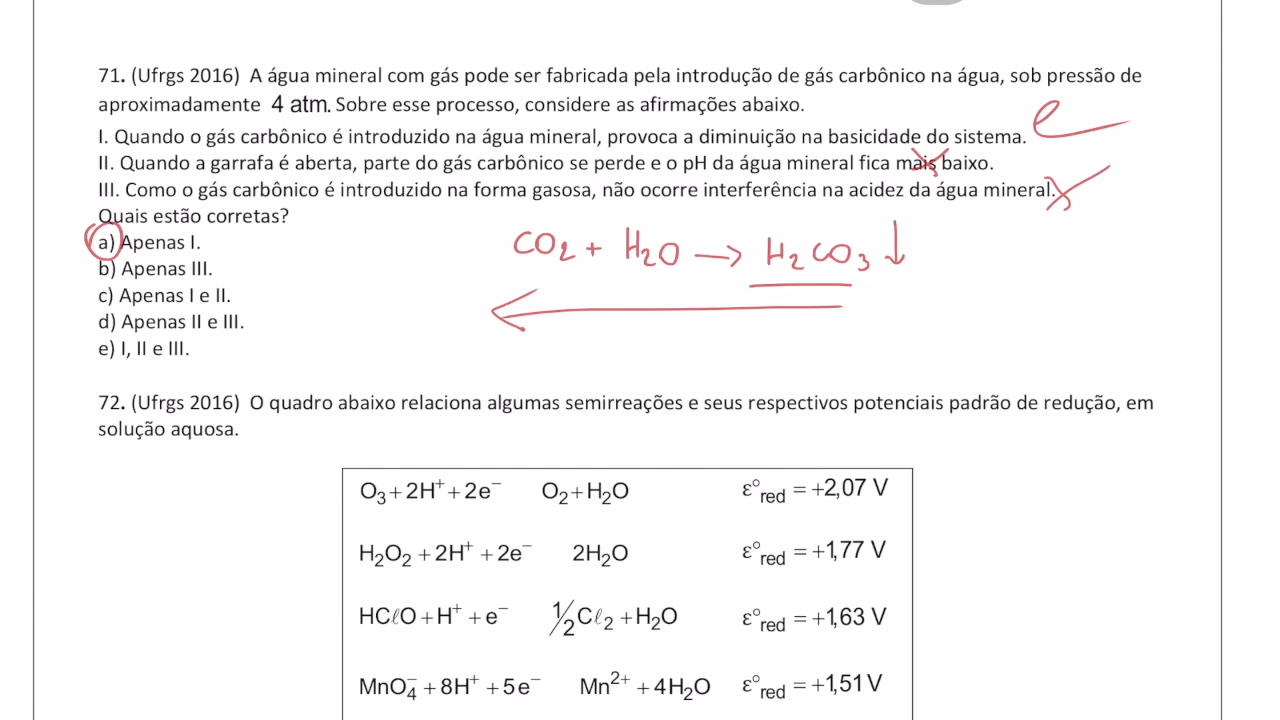 71. (Ufrgs 2016) A água mineral com gás pode ser fabricada pela introdução de gás carbônico na água, sob pressão de
aproximadamente 4 atm. Sobre esse processo, considere as afirmações abaixo.
I. Quando o gás carbônico é introduzido na água mineral, provoca a diminuição na basicidade do sistema. e
II. Quando a garrafa é aberta, parte do gás carbônico se perde e o pH da água mineral fica mais baixo.
III. Como o gás carbônico é introduzido na forma gasosa, não ocorre interferência na acidez da água mineral.
Quais estão corretas?
a) Apenas I.
CO₂ + H₂O → H₂CO₃ ↓
b) Apenas III.
c) Apenas I e II.
d) Apenas II e III.
e) I, II e III.
72. (Ufrgs 2016) O quadro abaixo relaciona algumas semirreações e seus respectivos potenciais padrão de redução, em
solução aquosa.
O₃ + 2H⁺ + 2e⁻ O₂ + H₂O ε°red = +2,07 V
H₂O₂ + 2H⁺ + 2e⁻ 2H₂O ε°red = +1,77 V
HCℓO + H⁺ + e⁻ 1/2 Cℓ₂ + H₂O ε°red = +1,63 V
MnO₄⁻ + 8H⁺ + 5e⁻ Mn²⁺ + 4H₂O ε°red = +1,51 V